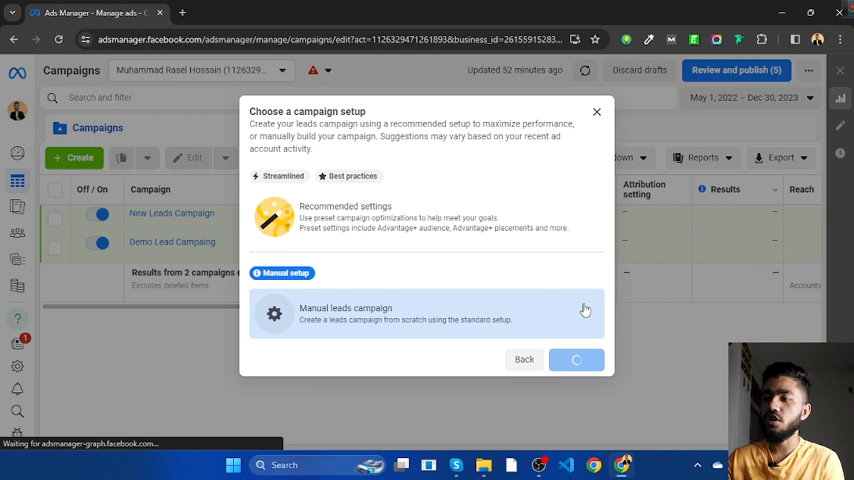 Ads Manager - Manage ads - C
adsmanager.facebook.com/adsmanager/manage/campaigns/edit?act=1126329471261893&business_id=26155915283...
Campaigns
Muhammad Rasel Hossain (1126329...
Updated 52 minutes ago
Discard drafts
Review and publish (5)
Search and filter
May 1, 2022 – Dec 30, 2023
Campaigns
+ Create
Edit
Reports
Export
Off / On
Campaign
Attribution setting
Results
Reach
New Leads Campaign
Demo Lead Campaing
Results from 2 campaigns
Excludes deleted items
Accounts
Choose a campaign setup
Create your leads campaign using a recommended setup to maximize performance,
or manually build your campaign. Suggestions may vary based on your recent ad
account activity.
Streamlined
Best practices
Recommended settings
Use preset campaign optimizations to help meet your goals.
Preset settings include Advantage+ audience, Advantage+ placements and more.
Manual setup
Manual leads campaign
Create a leads campaign from scratch using the standard setup.
Back
1
Waiting for adsmanager-graph.facebook.com...
Search